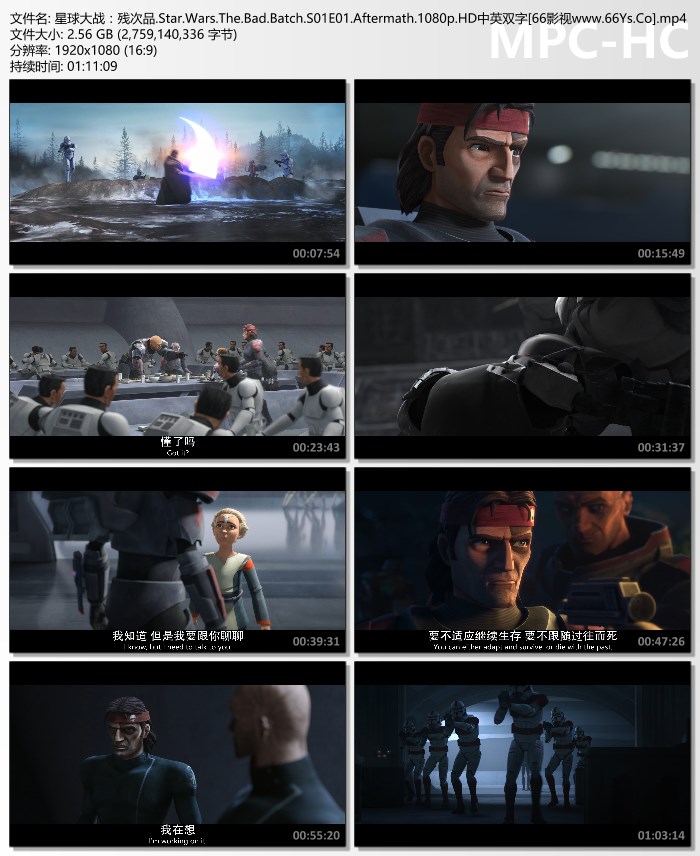 文件名: 星球大战：残次品.Star.Wars.The.Bad.Batch.S01E01.Aftermath.1080p.HD中英双字[66影视www.66Ys.Co].mp4
文件大小: 2.56 GB (2,759,140,336 字节)
MPC-HC
分辨率: 1920x1080 (16:9)
持续时间: 01:11:09
00:07:54
00:15:49
懂了吗
Got it?
00:23:43
00:31:37
我知道 但是我要跟你聊聊
I know, but I need to talk to you.
00:39:31
要不适应继续生存 要不跟随过往而死
You can either adapt and survive or die with the past.
00:47:26
我在想
I'm working on it.
00:55:20
01:03:14